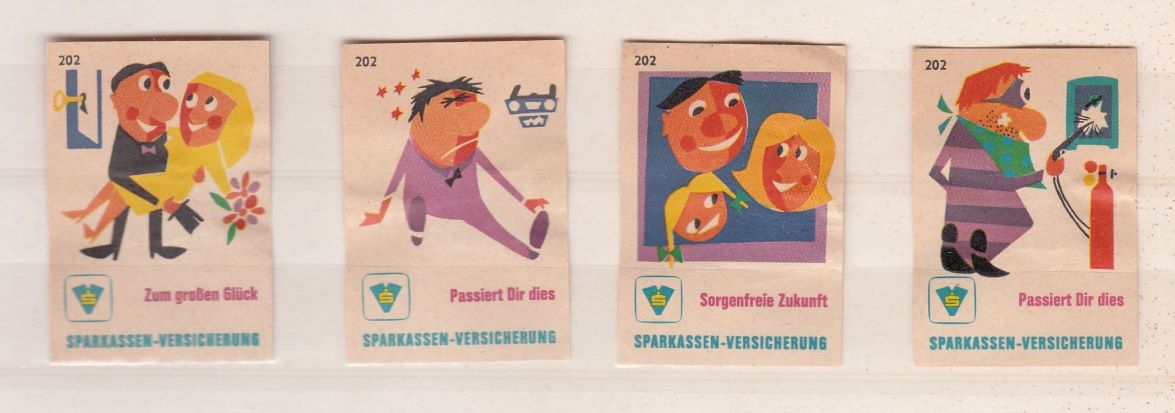 202
Zum großen Glück
SPARKASSEN-VERSICHERUNG
202
Passiert Dir dies
SPARKASSEN-VERSICHERUNG
202
Sorgenfreie Zukunft
SPARKASSEN-VERSICHERUNG
202
Passiert Dir dies
SPARKASSEN-VERSICHERUNG